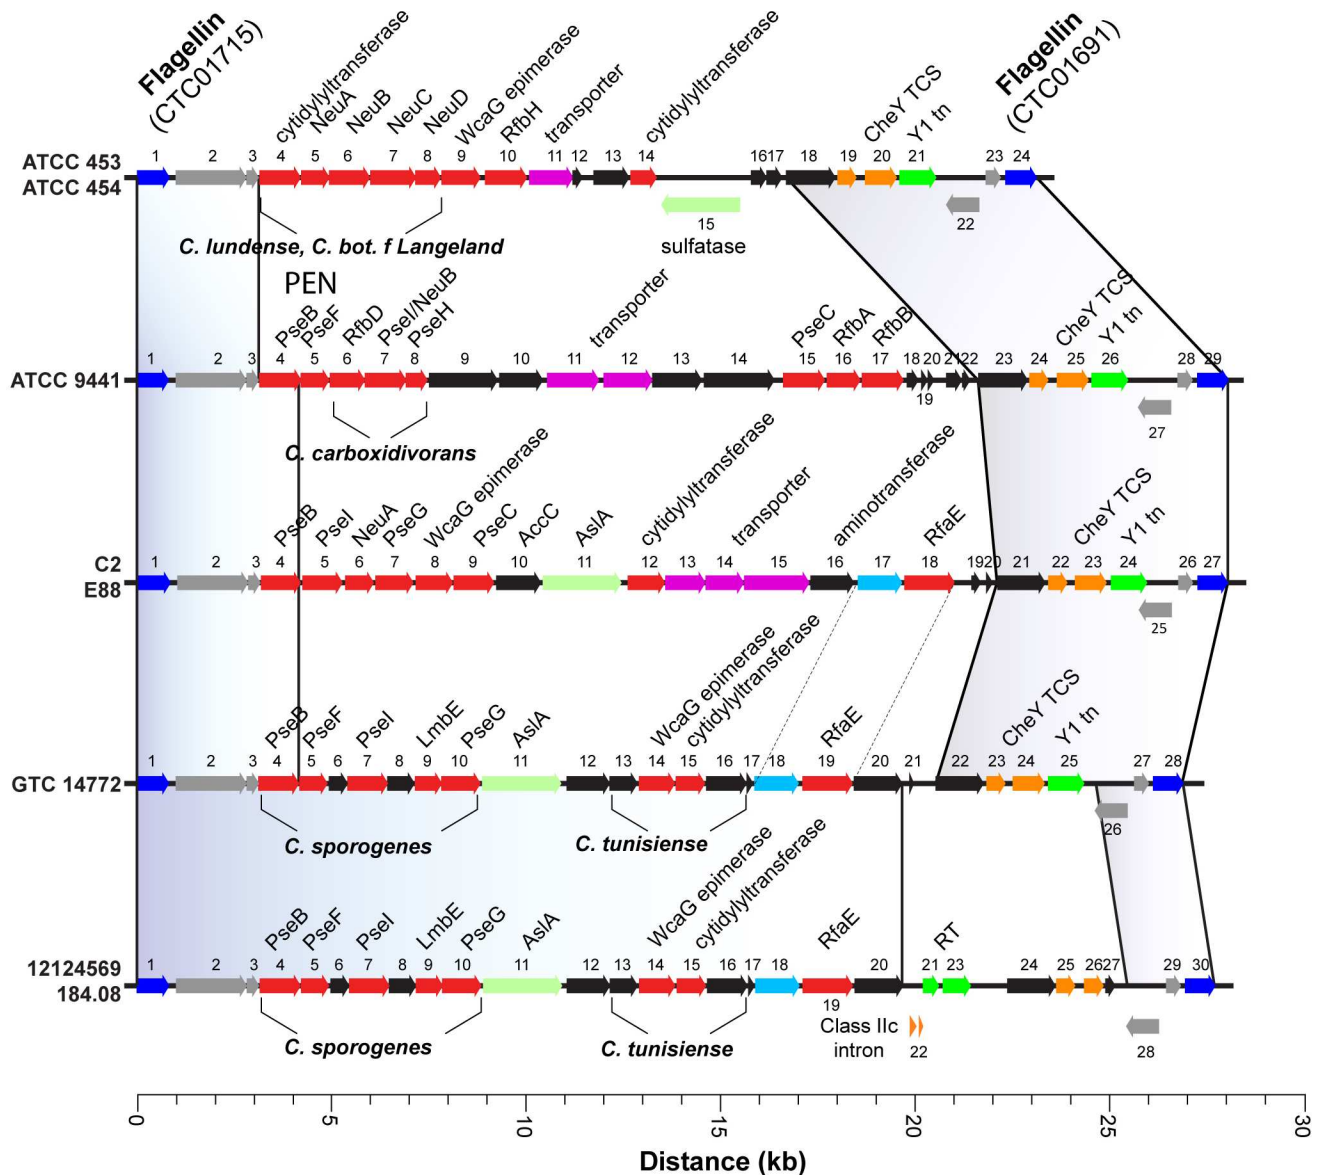 Flagellin
(CTC01715)
cytidylyltransferase
NeuA
NeuB
NeuC
NeuD
WcaG epimerase
RfbH
transporter
cytidylyltransferase
CheY TCS
Y1 tn
Flagellin
(CTC01691)
ATCC 453
ATCC 454
1 2 3 4 5 6 7 8 9 10 11 12 13 14 16 17 18 19 20 21 23 24
15
22
sulfatase
C. lundense, C. bot. f Langeland
PEN
PseB
PseF
RfbD
PseI/NeuB
PseH
transporter
PseC
RfbA
RfbB
CheY TCS
Y1 tn
ATCC 9441
1 2 3 4 5 6 7 8 9 10 11 12 13 14 15 16 17 18 20 21 22 23 24 25 26 28 29
19
27
C. carboxidivorans
PseB
PseI
NeuA
PseG
WcaG epimerase
PseC
AccC
AslA
cytidylyltransferase
transporter
aminotransferase
RfaE
CheY TCS
Y1 tn
C2
E88
1 2 3 4 5 6 7 8 9 10 11 12 13 14 15 16 17 18 19 20 21 22 23 24 26 27
25
PseB
PseF
PseI
LmbE
PseG
AslA
WcaG epimerase
cytidylyltransferase
RfaE
CheY TCS
Y1 tn
GTC 14772
1 2 3 4 5 6 7 8 9 10 11 12 13 14 15 16 17 18 19 20 21 22 23 24 25 27 28
26
C. sporogenes
C. tunisiense
PseB
PseF
PseI
LmbE
PseG
AslA
WcaG epimerase
cytidylyltransferase
RfaE
RT
12124569
184.08
1 2 3 4 5 6 7 8 9 10 11 12 13 14 15 16 17 18 20 21 23 24 25 26 27 29 30
19
Class IIc
intron
22
28
C. sporogenes
C. tunisiense
0 5 10 15 20 25 30
Distance (kb)